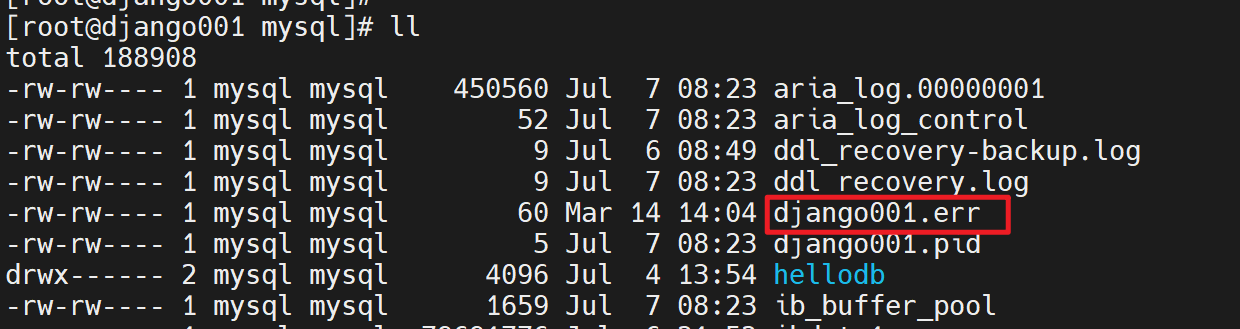 [root@django001 mysql]#
[root@django001 mysql]# ll
total 188908
-rw-rw---- 1 mysql mysql    450560 Jul  7 08:23 aria_log.00000001
-rw-rw---- 1 mysql mysql        52 Jul  7 08:23 aria_log_control
-rw-rw---- 1 mysql mysql         9 Jul  6 08:49 ddl_recovery-backup.log
-rw-rw---- 1 mysql mysql         9 Jul  7 08:23 ddl_recovery.log
-rw-rw---- 1 mysql mysql        60 Mar 14 14:04 django001.err
-rw-rw---- 1 mysql mysql         5 Jul  7 08:23 django001.pid
drwx------ 2 mysql mysql      4096 Jul  4 13:54 hellodb
-rw-rw---- 1 mysql mysql      1659 Jul  7 08:23 ib_buffer_pool